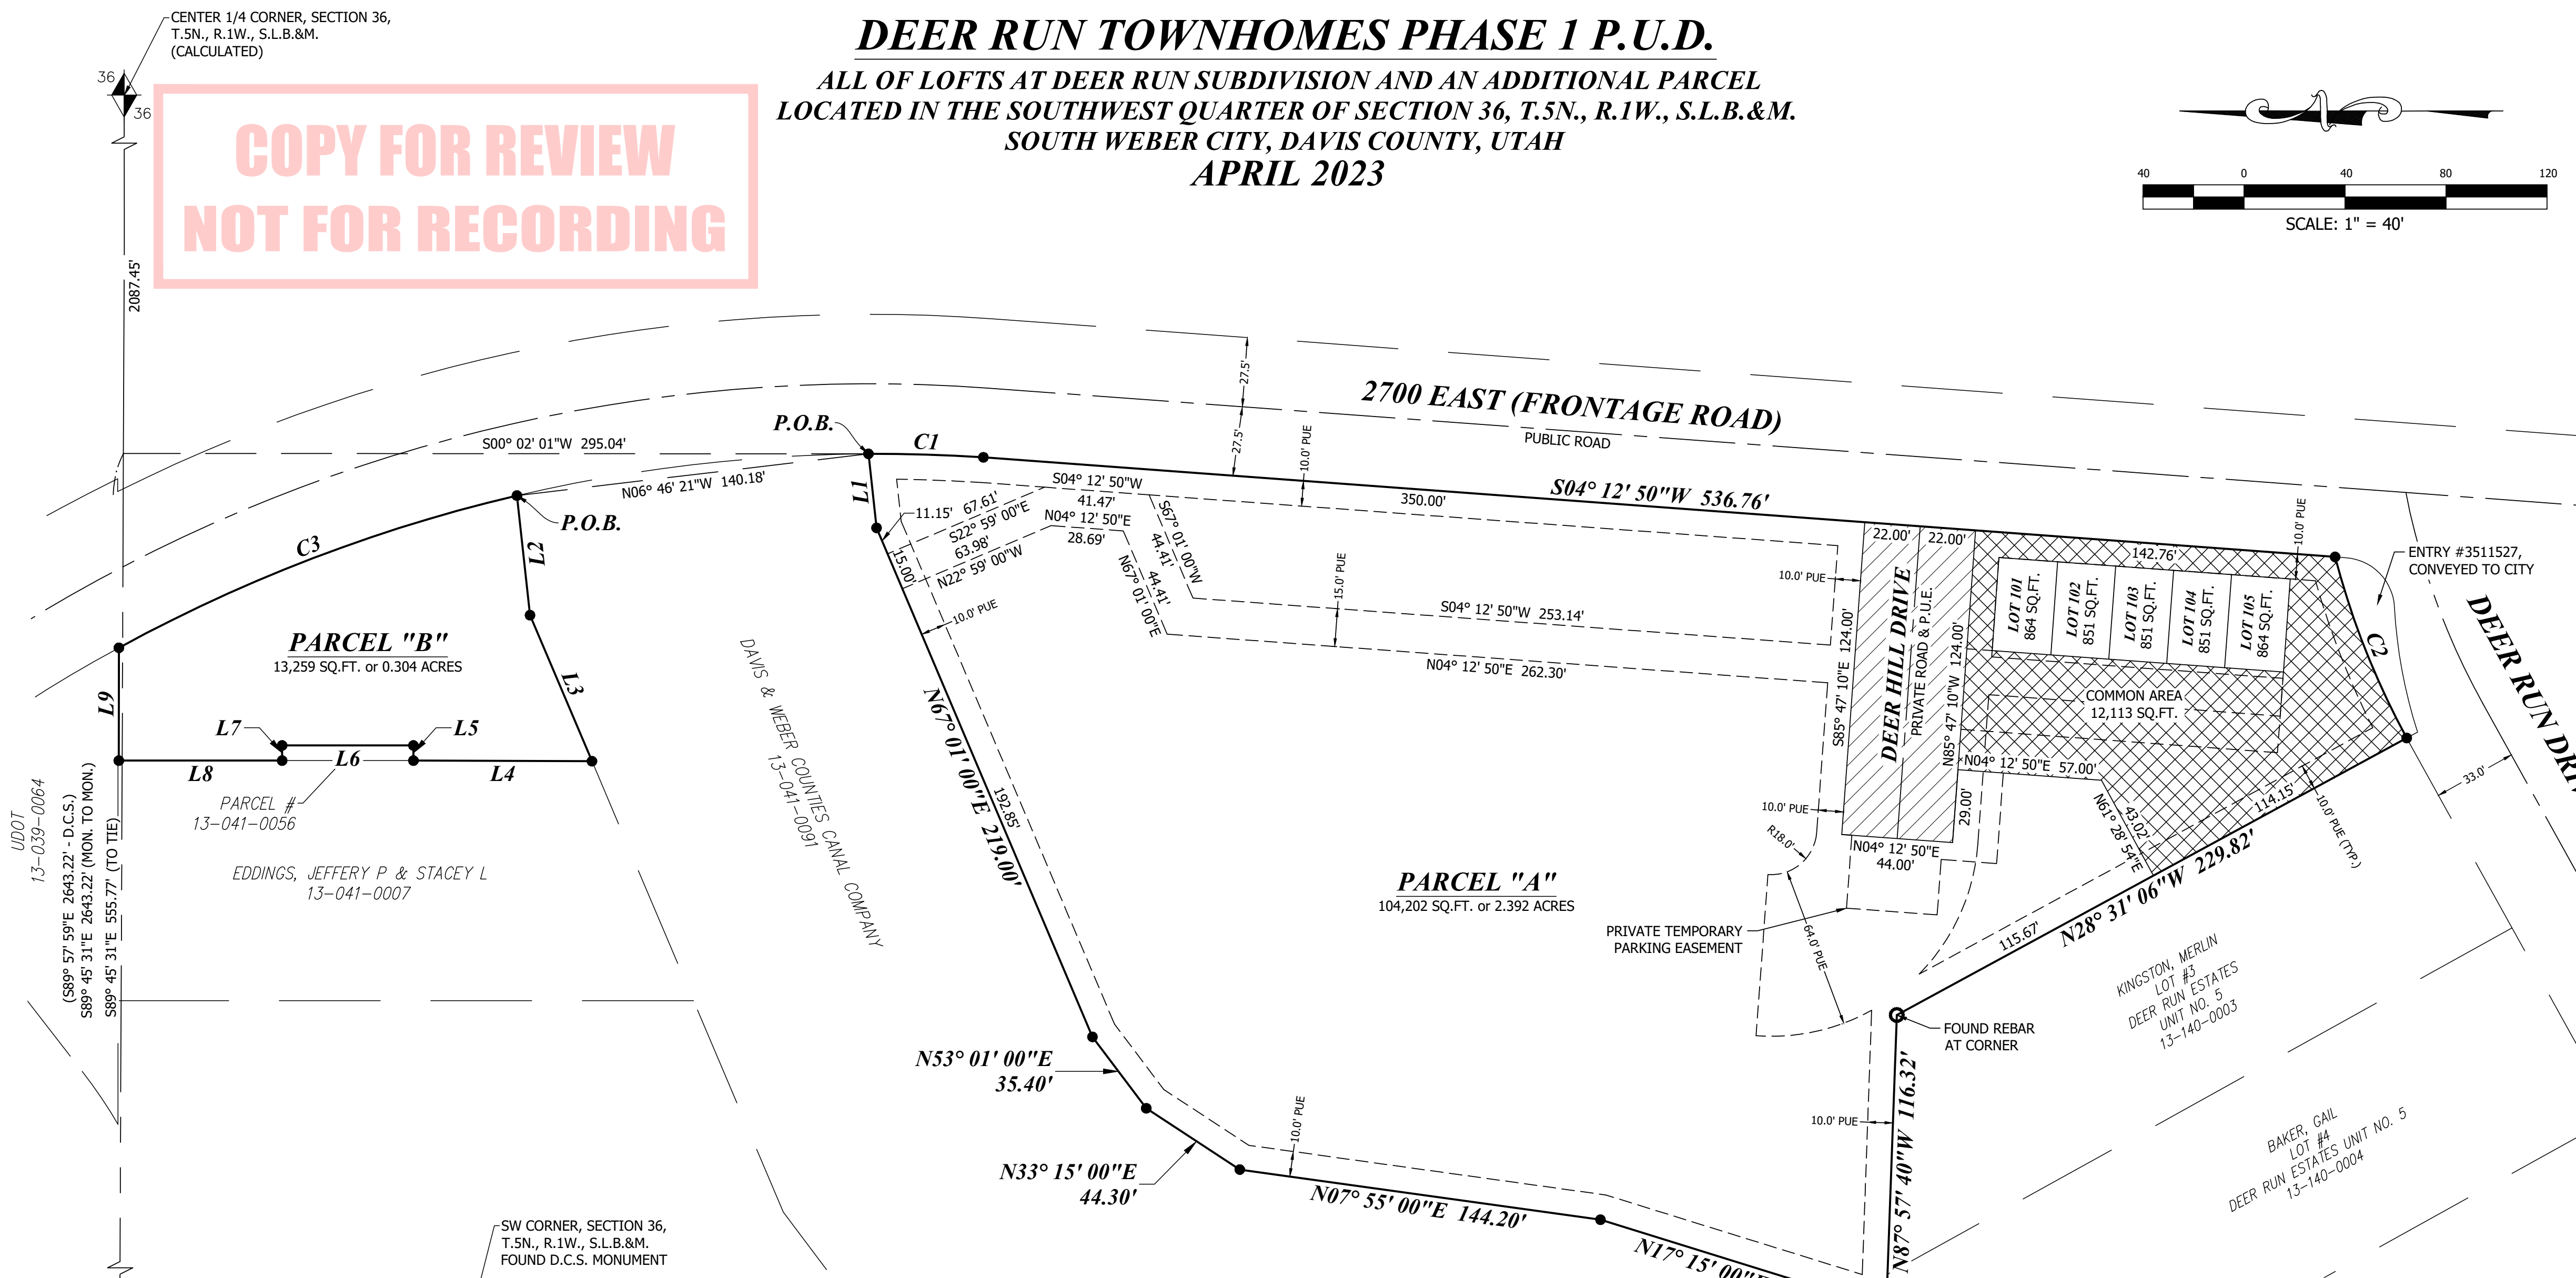 CENTER 1/4 CORNER, SECTION 36,
T.5N., R.1W., S.L.B.&M.
(CALCULATED)
36
36
DEER RUN TOWNHOMES PHASE 1 P.U.D.
ALL OF LOFTS AT DEER RUN SUBDIVISION AND AN ADDITIONAL PARCEL
LOCATED IN THE SOUTHWEST QUARTER OF SECTION 36, T.5N., R.1W., S.L.B.&M.
SOUTH WEBER CITY, DAVIS COUNTY, UTAH
APRIL 2023
COPY FOR REVIEW
NOT FOR RECORDING
N
40 0 40 80 120
SCALE: 1" = 40'
2087.45'
27.5'
27.5'
2700 EAST (FRONTAGE ROAD)
PUBLIC ROAD
P.O.B.
C1
S00° 02' 01"W 295.04'
N06° 46' 21"W 140.18'
P.O.B.
C3
L1
L2
L3
10.0' PUE
S04° 12' 50"W 536.76'
350.00'
S04° 12' 50"W
41.47'
N04° 12' 50"E
28.69'
11.15'
67.61'
S22° 59' 00"E
63.98'
N22° 59' 00"W
15.00'
10.0' PUE
S67° 01' 00"W
44.41'
44.41'
N67° 01' 00"E
15.0' PUE
S04° 12' 50"W 253.14'
N04° 12' 50"E 262.30'
22.00'
22.00'
10.0' PUE
142.76'
10.0' PUE
ENTRY #3511527,
CONVEYED TO CITY
S85° 47' 10"E 124.00'
DEER HILL DRIVE
PRIVATE ROAD & P.U.E.
N85° 47' 10"W 124.00'
LOT 101
864 SQ.FT.
LOT 102
851 SQ.FT.
LOT 103
851 SQ.FT.
LOT 104
851 SQ.FT.
LOT 105
864 SQ.FT.
C2
DEER RUN DRI
COMMON AREA
12,113 SQ.FT.
PARCEL "B"
13,259 SQ.FT. or 0.304 ACRES
L9
L7
L5
L8
L6
L4
PARCEL #
13-041-0056
EDDINGS, JEFFERY P & STACEY L
13-041-0007
UDOT
13-039-0064
(S89° 57' 59"E 2643.22' - D.C.S.)
S89° 45' 31"E 2643.22' (MON. TO MON.)
S89° 45' 31"E 555.77' (TO TIE)
DAVIS & WEBER COUNTIES CANAL COMPANY
13-041-0091
N67° 01' 00"E 219.00'
192.85'
N04° 12' 50"E 57.00'
29.00'
10.0' PUE
R18.0'
N04° 12' 50"E
44.00'
43.02'
N61° 28' 54"E
114.15'
10.0' PUE (TYP.)
33.0'
PARCEL "A"
104,202 SQ.FT. or 2.392 ACRES
PRIVATE TEMPORARY
PARKING EASEMENT
64.0' PUE
115.67'
N28° 31' 06"W 229.82'
KINGSTON, MERLIN
LOT #3
DEER RUN ESTATES
UNIT NO. 5
13-140-0003
FOUND REBAR
AT CORNER
N53° 01' 00"E
35.40'
N33° 15' 00"E
44.30'
10.0' PUE
N07° 55' 00"E 144.20'
N17° 15' 00"E
10.0' PUE
N87° 57' 40"W 116.32'
BAKER, GAIL
LOT #4
DEER RUN ESTATES UNIT NO. 5
13-140-0004
SW CORNER, SECTION 36,
T.5N., R.1W., S.L.B.&M.
FOUND D.C.S. MONUMENT